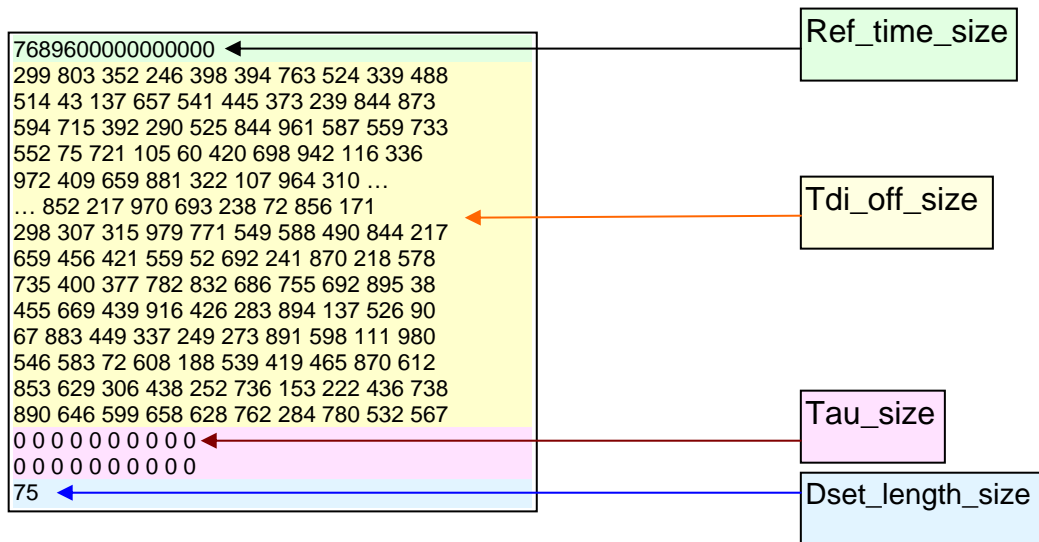 7689600000000000
299 803 352 246 398 394 763 524 339 488
514 43 137 657 541 445 373 239 844 873
594 715 392 290 525 844 961 587 559 733
552 75 721 105 60 420 698 942 116 336
972 409 659 881 322 107 964 310 …
… 852 217 970 693 238 72 856 171
298 307 315 979 771 549 588 490 844 217
659 456 421 559 52 692 241 870 218 578
735 400 377 782 832 686 755 692 895 38
455 669 439 916 426 283 894 137 526 90
67 883 449 337 249 273 891 598 111 980
546 583 72 608 188 539 419 465 870 612
853 629 306 438 252 736 153 222 436 738
890 646 599 658 628 762 284 780 532 567
0 0 0 0 0 0 0 0 0 0
0 0 0 0 0 0 0 0 0 0
75
Ref_time_size
Tdi_off_size
Tau_size
Dset_length_size